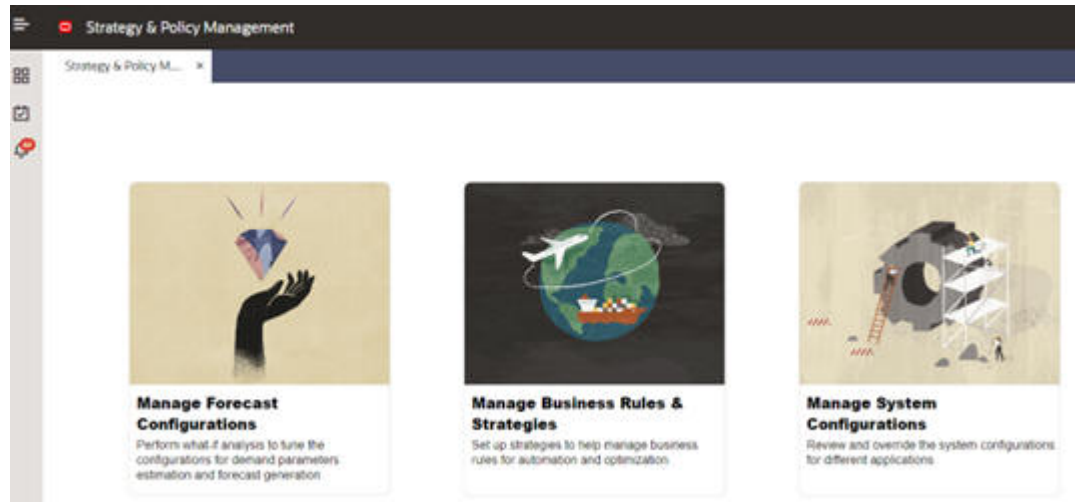 Strategy & Policy Management
Strategy & Policy M... ×
Manage Forecast
Configurations
Perform what-if analysis to tune the
configurations for demand parameters
estimation and forecast generation
Manage Business Rules &
Strategies
Set up strategies to help manage business
rules for automation and optimization
Manage System
Configurations
Review and override the system configurations
for different applications